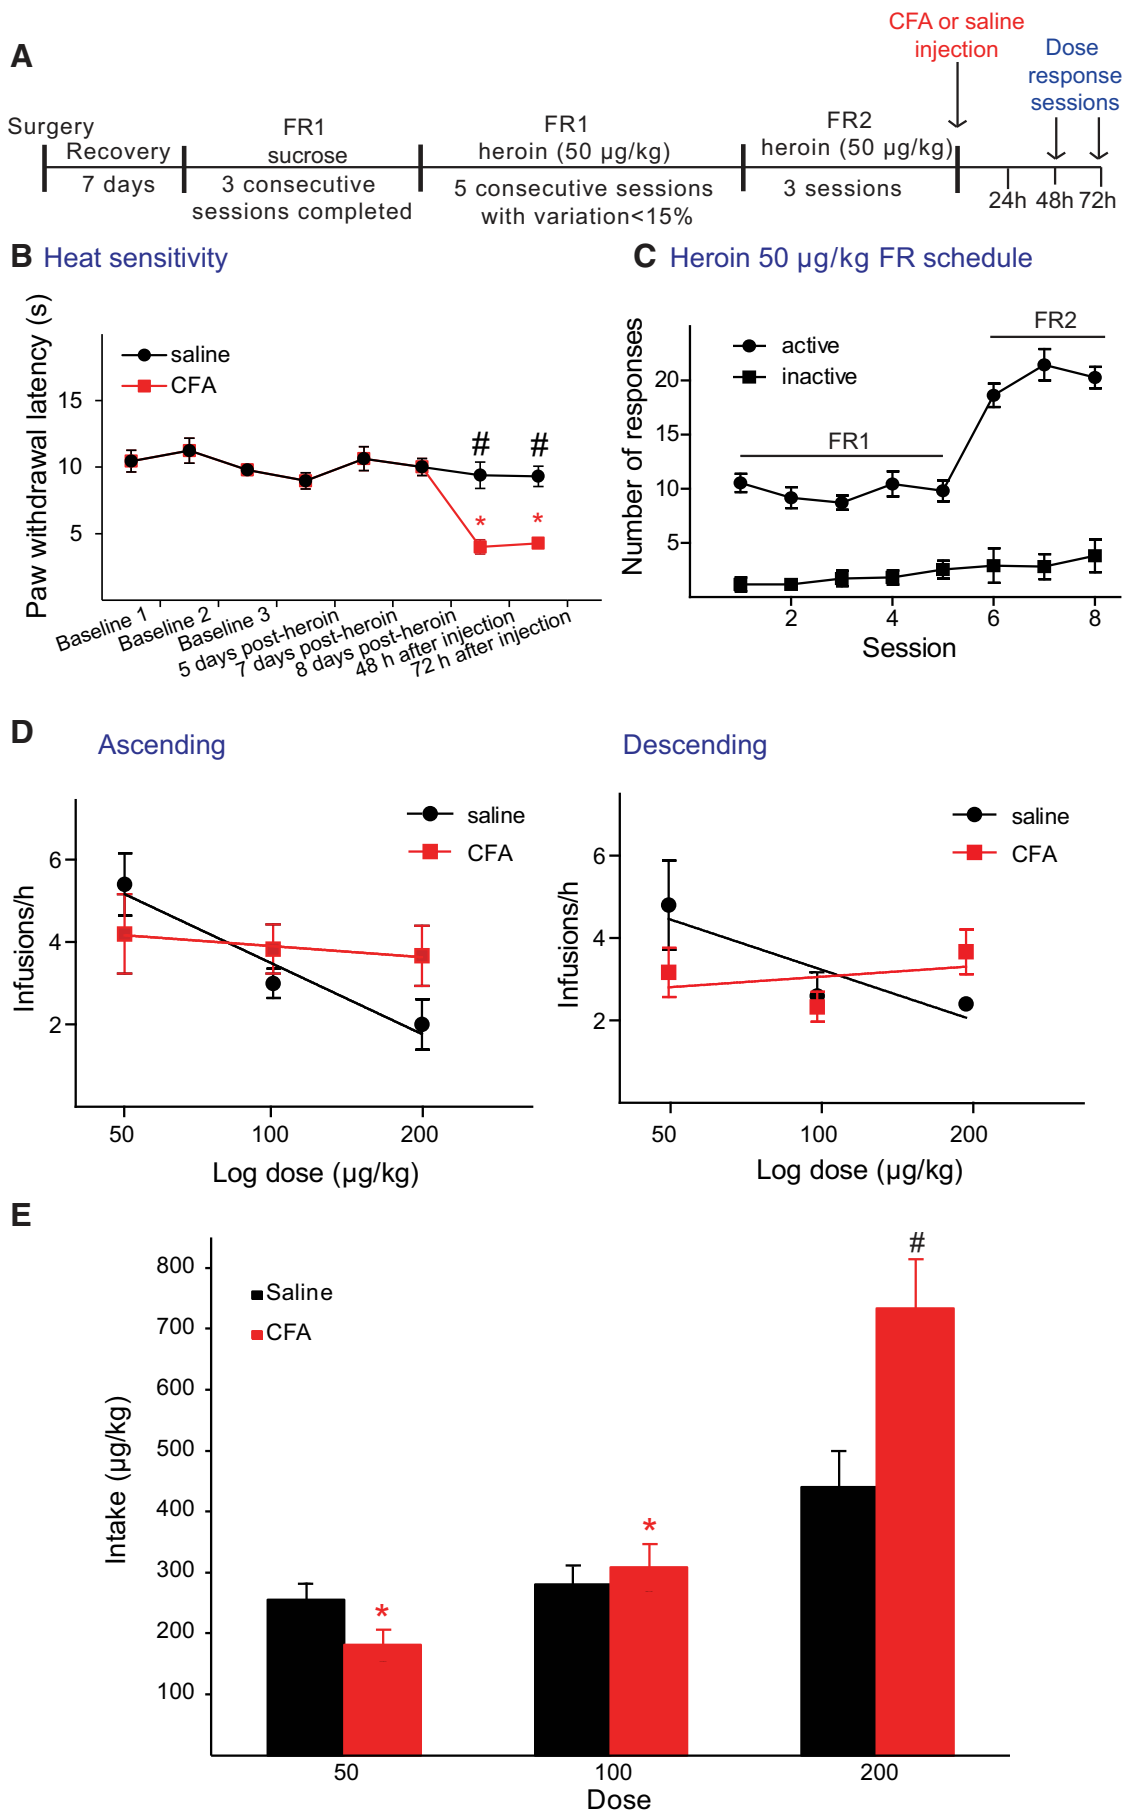 A
CFA or saline
injection
Dose
response
sessions
Surgery
Recovery
7 days
FR1
sucrose
3 consecutive
sessions completed
FR1
heroin (50 µg/kg)
5 consecutive sessions
with variation<15%
FR2
heroin (50 µg/kg)
3 sessions
24h 48h 72h
B Heat sensitivity
Paw withdrawal latency (s)
saline
CFA
15
10
5
# #
* *
Baseline 1
Baseline 2
Baseline 3
5 days post-heroin
7 days post-heroin
8 days post-heroin
48 h after injection
72 h after injection
C Heroin 50 µg/kg FR schedule
Number of responses
active
inactive
FR1
FR2
20
15
10
5
2 4 6 8
Session
D
Ascending
Infusions/h
saline
CFA
6
4
2
50 100 200
Log dose (µg/kg)
Descending
Infusions/h
saline
CFA
6
4
2
50 100 200
Log dose (µg/kg)
E
Intake (µg/kg)
Saline
CFA
800
700
600
500
400
300
200
100
*
*
#
50 100 200
Dose